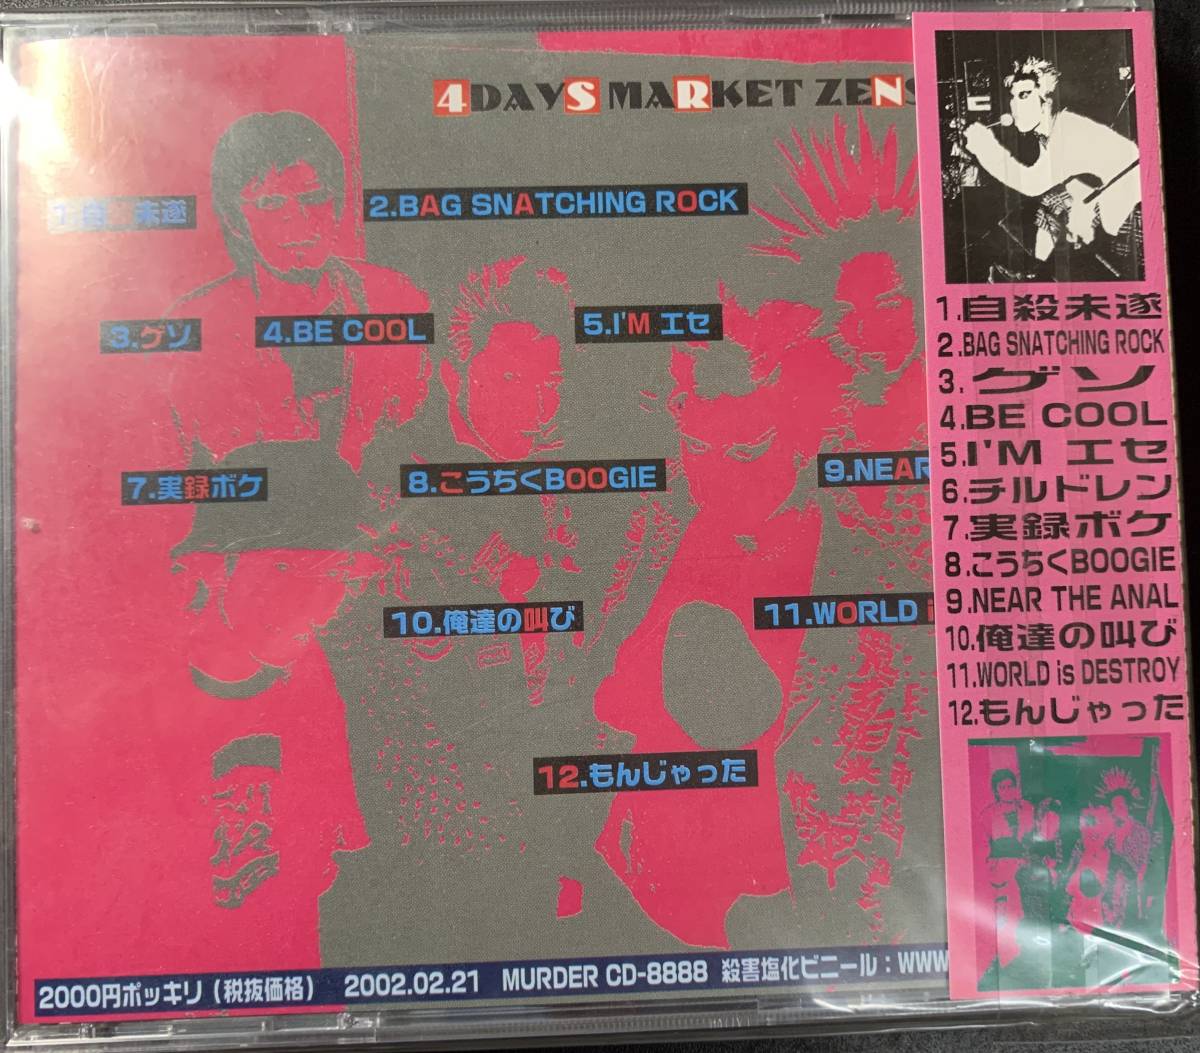 4DAYS MARKET ZENS
1.自 未遂
2.BAG SNATCHING ROCK
3.ゲソ
4.BE COOL
5.I'M エセ
7.実録ボケ
8.こうちくBOOGIE
9.NEAR
10.俺達の叫び
11.WORLD i
12.もんじゃった
2000円ポッキリ(税抜価格) 2002.02.21 MURDER CD-8888 殺害塩化ビニール:WWW
1.自殺未遂
2.BAG SNATCHING ROCK
3.ゲソ
4.BE COOL
5.I'M エセ
6.チルドレン
7.実録ボケ
8.こうちくBOOGIE
9.NEAR THE ANAL
10.俺達の叫び
11.WORLD is DESTROY
12.もんじゃった